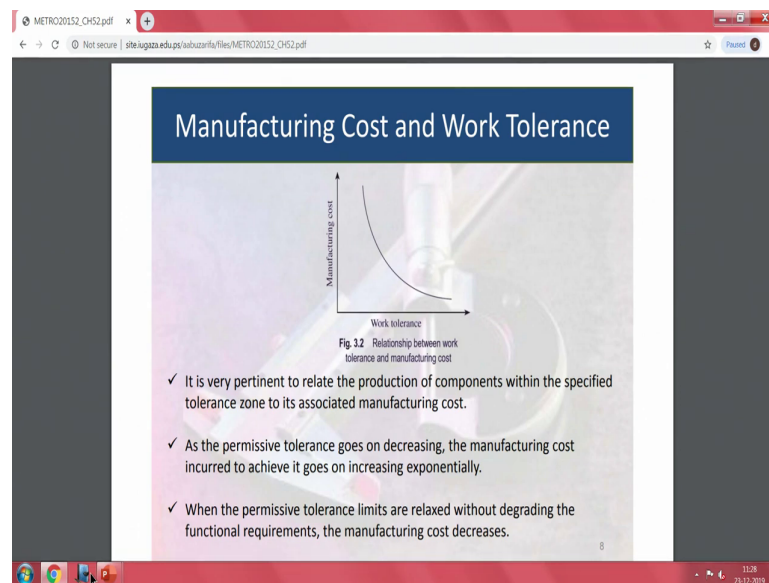 METRO20152_CH52.pdf
Not secure | site.iugaza.edu.ps/aabuzarifa/files/METRO20152_CH52.pdf
Paused d
Manufacturing Cost and Work Tolerance
Manufacturing cost
Work tolerance
Fig. 3.2 Relationship between work
tolerance and manufacturing cost
✓ It is very pertinent to relate the production of components within the specified
tolerance zone to its associated manufacturing cost.
✓ As the permissive tolerance goes on decreasing, the manufacturing cost
incurred to achieve it goes on increasing exponentially.
✓ When the permissive tolerance limits are relaxed without degrading the
functional requirements, the manufacturing cost decreases.
8
11:28
23-12-2019